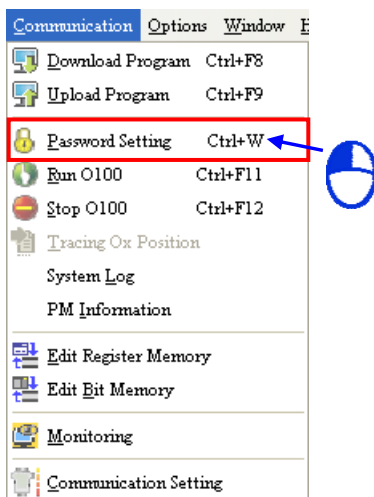 Communication Options Window
Download Program Ctrl+F8
Upload Program Ctrl+F9
Password Setting Ctrl+W
Run O100 Ctrl+F11
Stop O100 Ctrl+F12
Tracing Ox Position
System Log
PM Information
Edit Register Memory
Edit Bit Memory
Monitoring
Communication Setting